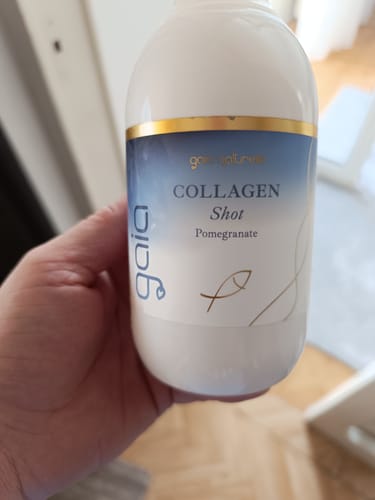 gaia naturals
COLLAGEN
Shot
Pomegranate
gaia